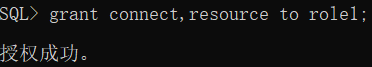 SQL> grant connect,resource to role1;
授权成功。